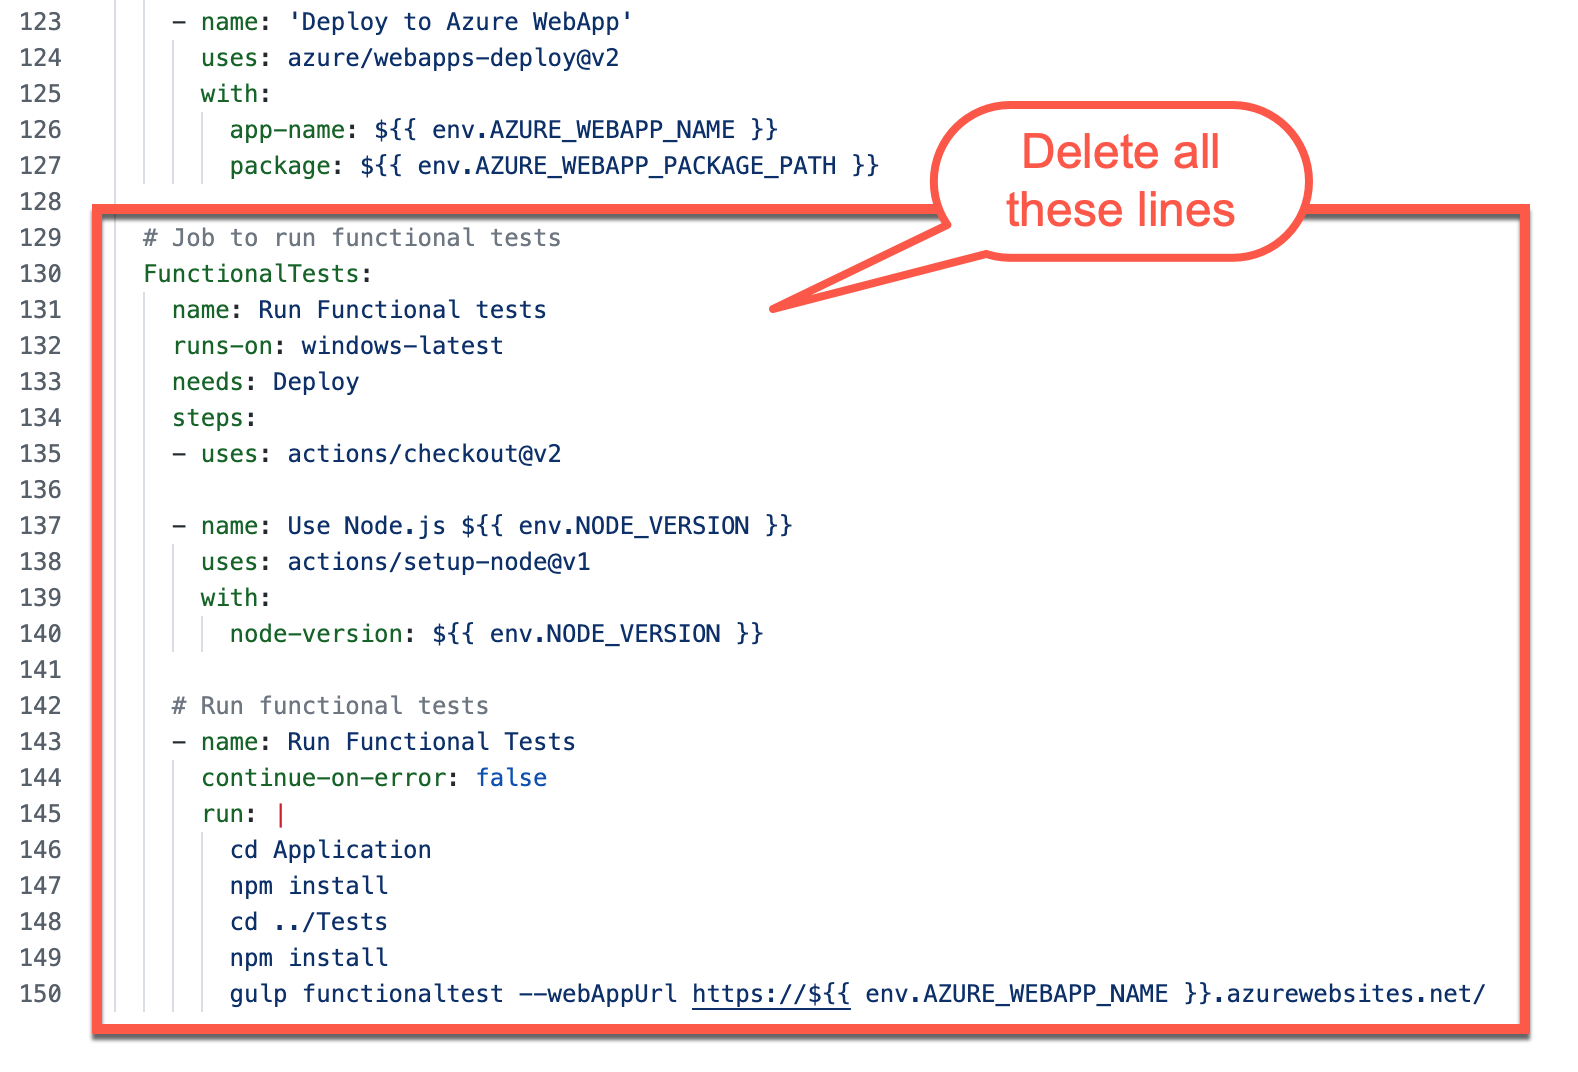 123 - name: 'Deploy to Azure WebApp'
124 uses: azure/webapps-deploy@v2
125 with:
126 app-name: ${{ env.AZURE_WEBAPP_NAME }}
127 package: ${{ env.AZURE_WEBAPP_PACKAGE_PATH }}
Delete all
these lines
128
129 # Job to run functional tests
130 FunctionalTests:
131 name: Run Functional tests
132 runs-on: windows-latest
133 needs: Deploy
134 steps:
135 - uses: actions/checkout@v2
136
137 - name: Use Node.js ${{ env.NODE_VERSION }}
138 uses: actions/setup-node@v1
139 with:
140 node-version: ${{ env.NODE_VERSION }}
141
142 # Run functional tests
143 - name: Run Functional Tests
144 continue-on-error: false
145 run: |
146 cd Application
147 npm install
148 cd ../Tests
149 npm install
150 gulp functionaltest --webAppUrl https://${{ env.AZURE_WEBAPP_NAME }}.azurewebsites.net/